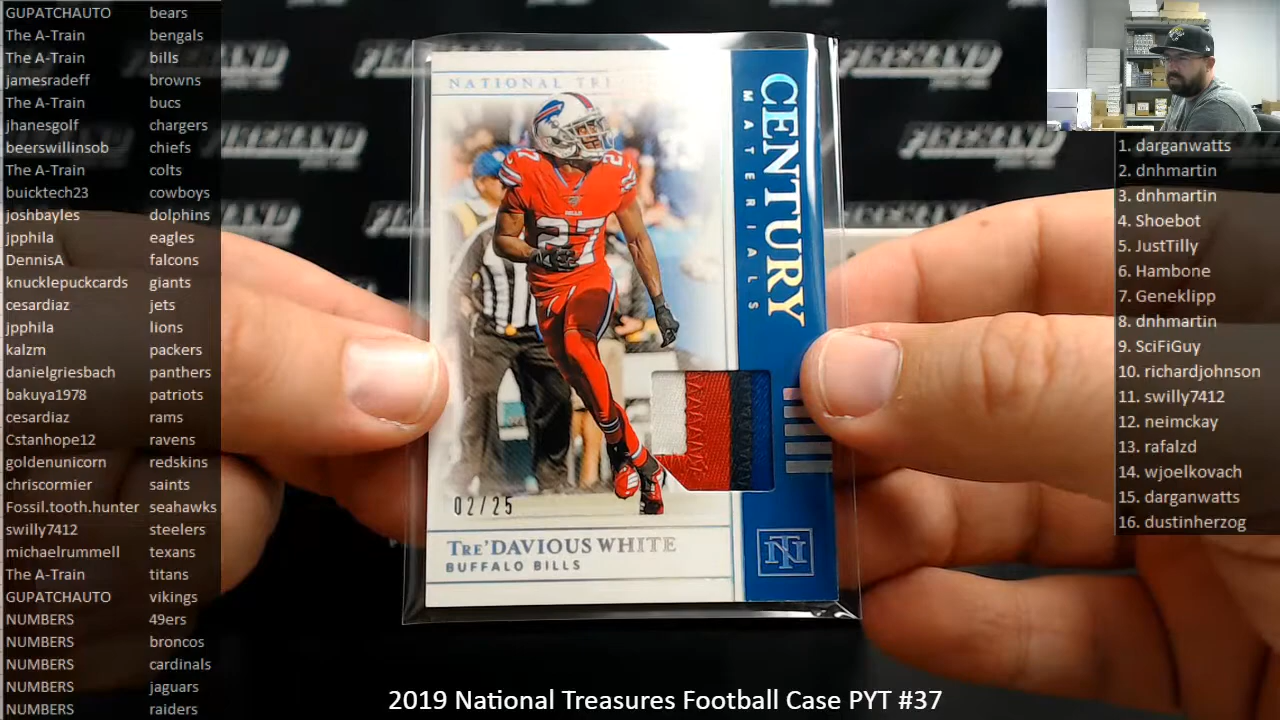 GUPATCHAUTO bears
The A-Train bengals
The A-Train bills
jamesradeff browns
The A-Train bucs
jhanesgolf chargers
beerswillinsob chiefs
The A-Train colts
buicktech23 cowboys
joshbayles dolphins
jpphila eagles
DennisA falcons
knucklepuckcards giants
cesardiaz jets
jpphila lions
kalzm packers
danielgriesbach panthers
bakuya1978 patriots
cesardiaz rams
Cstanhope12 ravens
goldenunicorn redskins
chriscormier saints
Fossil.tooth.hunter seahawks
swilly7412 steelers
michaelrummell texans
The A-Train titans
GUPATCHAUTO vikings
NUMBERS 49ers
NUMBERS broncos
NUMBERS cardinals
NUMBERS jaguars
NUMBERS raiders
NATIONAL
CENTURY
MATERIALS
BILLS
27
02/25
TRE'DAVIOUS WHITE
BUFFALO BILLS
NT
1. darganwatts
2. dnhmartin
3. dnhmartin
4. Shoebot
5. JustTilly
6. Hambone
7. Geneklipp
8. dnhmartin
9. SciFiGuy
10. richardjohnson
11. swilly7412
12. neimckay
13. rafalzd
14. wjoelkovach
15. darganwatts
16. dustinherzog
2019 National Treasures Football Case PYT #37